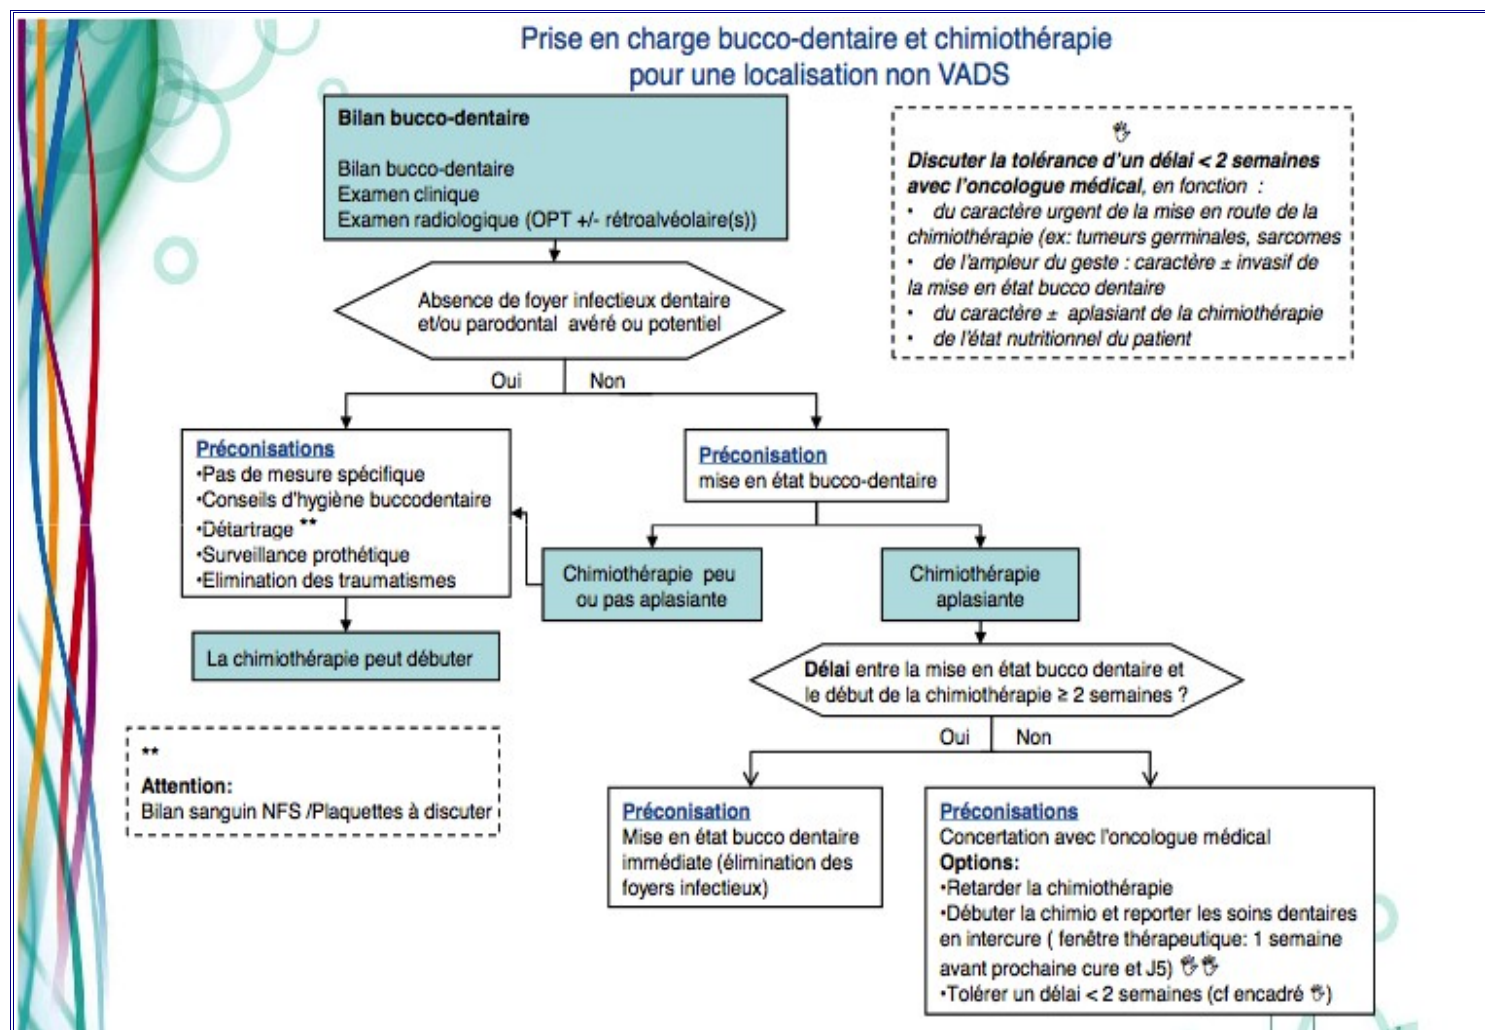 Prise en charge bucco-dentaire et chimiothérapie
pour une localisation non VADS
Bilan bucco-dentaire
Bilan bucco-dentaire
Examen clinique
Examen radiologique (OPT +/- rétroalvéolaire(s))
🖑
Discuter la tolérance d'un délai < 2 semaines
avec l'oncologue médical, en fonction :
• du caractère urgent de la mise en route de la
chimiothérapie (ex: tumeurs germinales, sarcomes
• de l'ampleur du geste : caractère ± invasif de
la mise en état bucco dentaire
• du caractère ± aplasiant de la chimiothérapie
• de l'état nutritionnel du patient
Absence de foyer infectieux dentaire
et/ou parodontal avéré ou potentiel
Oui
Non
Préconisations
•Pas de mesure spécifique
•Conseils d'hygiène buccodentaire
•Détartrage **
•Surveillance prothétique
•Elimination des traumatismes
Préconisation
mise en état bucco-dentaire
Chimiothérapie peu
ou pas aplasiante
Chimiothérapie
aplasiante
La chimiothérapie peut débuter
Délai entre la mise en état bucco dentaire et
le début de la chimiothérapie ≥ 2 semaines ?
Oui
Non
**
Attention:
Bilan sanguin NFS /Plaquettes à discuter
Préconisation
Mise en état bucco dentaire
immédiate (élimination des
foyers infectieux)
Préconisations
Concertation avec l'oncologue médical
Options:
•Retarder la chimiothérapie
•Débuter la chimio et reporter les soins dentaires
en intercure ( fenêtre thérapeutique: 1 semaine
avant prochaine cure et J5) 🖑🖑
•Tolérer un délai < 2 semaines (cf encadré 🖑)